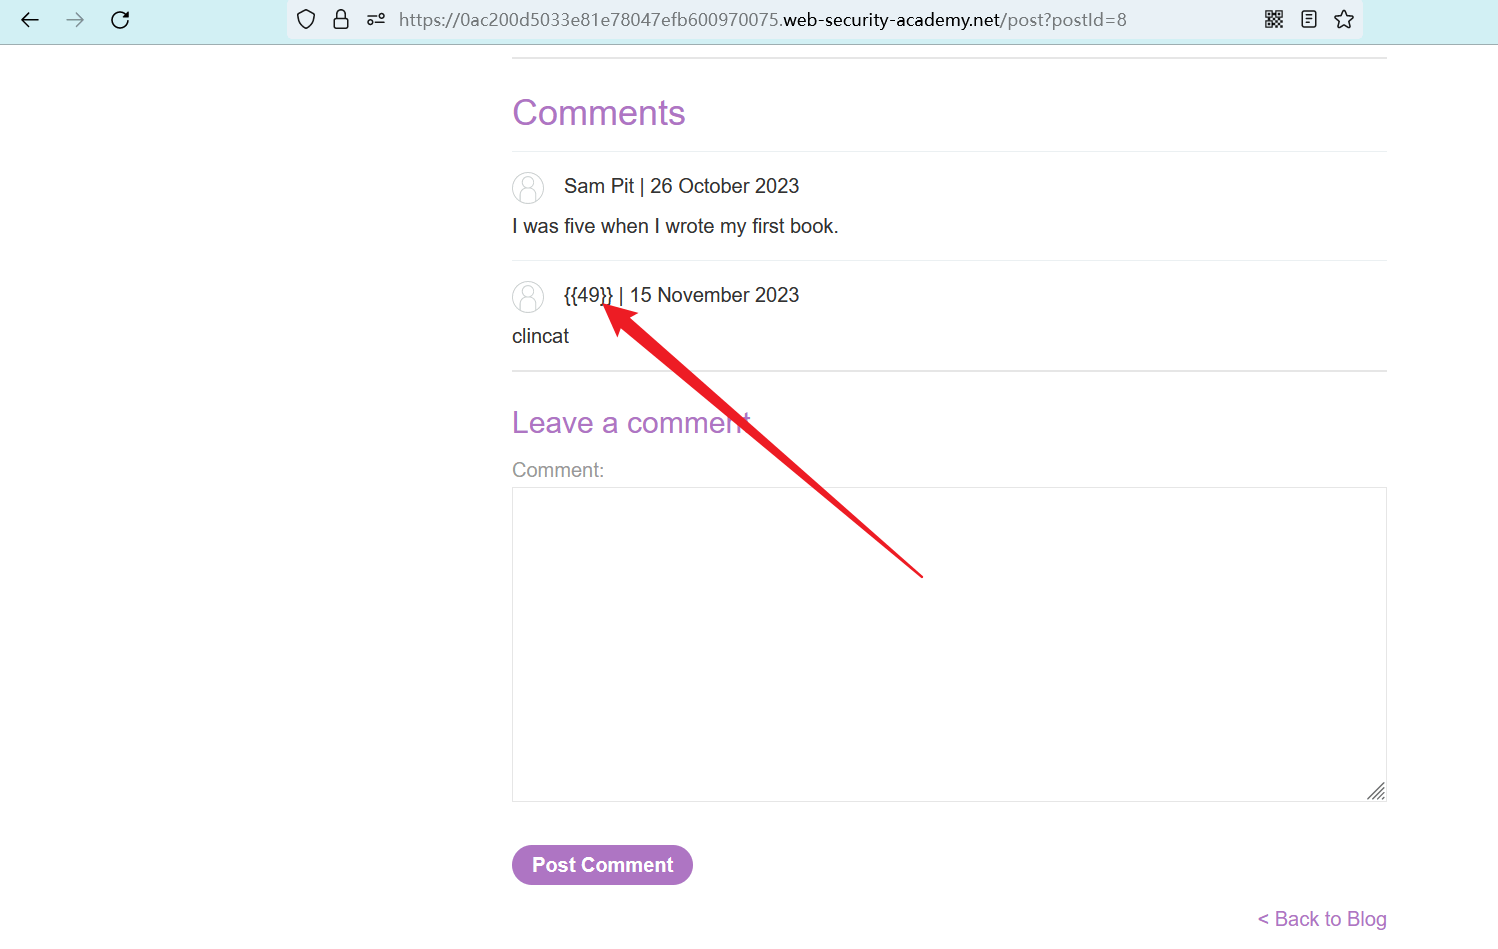 https://0ac200d5033e81e78047efb600970075.web-security-academy.net/post?postId=8
Comments
Sam Pit | 26 October 2023
I was five when I wrote my first book.
{{49}} | 15 November 2023
clincat
Leave a comment
Comment:
Post Comment
< Back to Blog